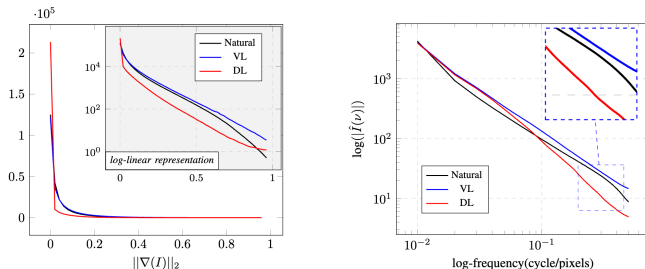 ·10⁵
2
1.5
1
0.5
0
0 0.2 0.4 0.6 0.8 1
||∇(I)||₂
10⁴
10²
10⁰
0 0.5 1
Natural
VL
DL
log-linear representation
log(|Î(ν)||)
10³
10²
10¹
10⁻² 10⁻¹
log-frequency(cycle/pixels)
Natural
VL
DL